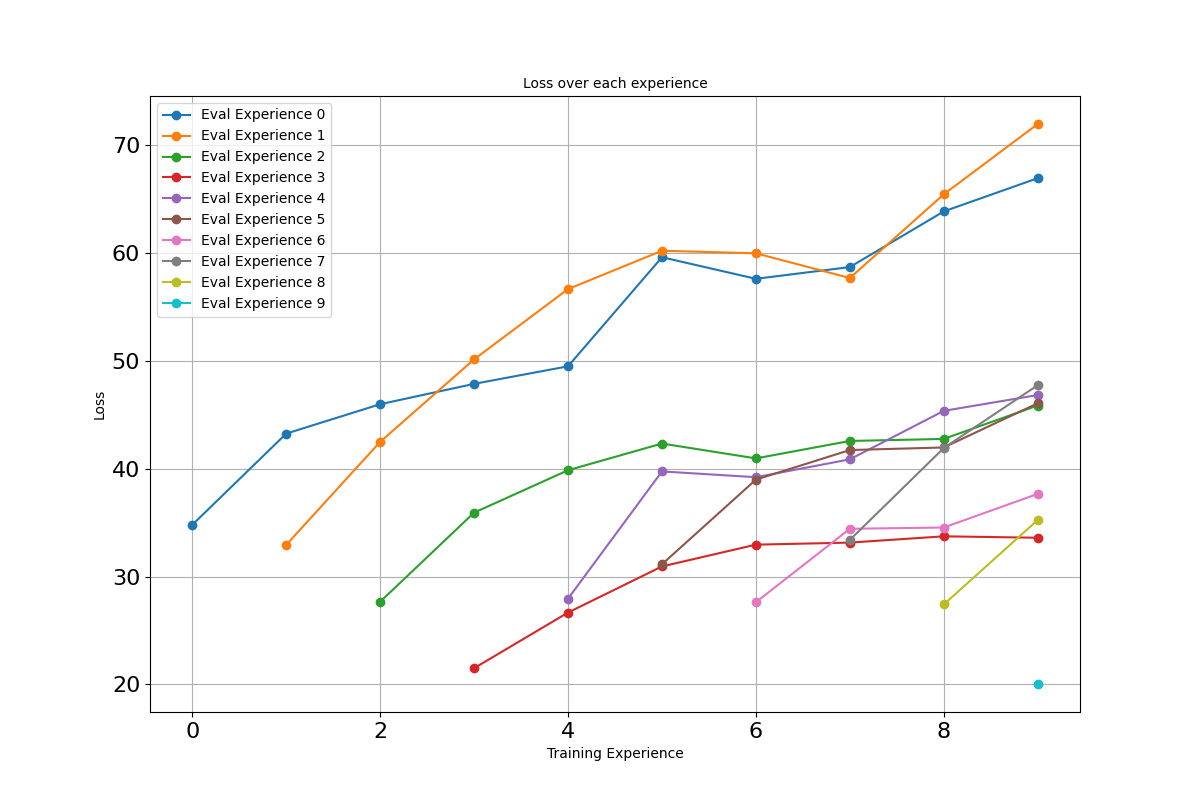 Loss over each experience
Eval Experience 0
Eval Experience 1
Eval Experience 2
Eval Experience 3
Eval Experience 4
Eval Experience 5
Eval Experience 6
Eval Experience 7
Eval Experience 8
Eval Experience 9
70
60
50
40
30
20
Loss
0 2 4 6 8
Training Experience